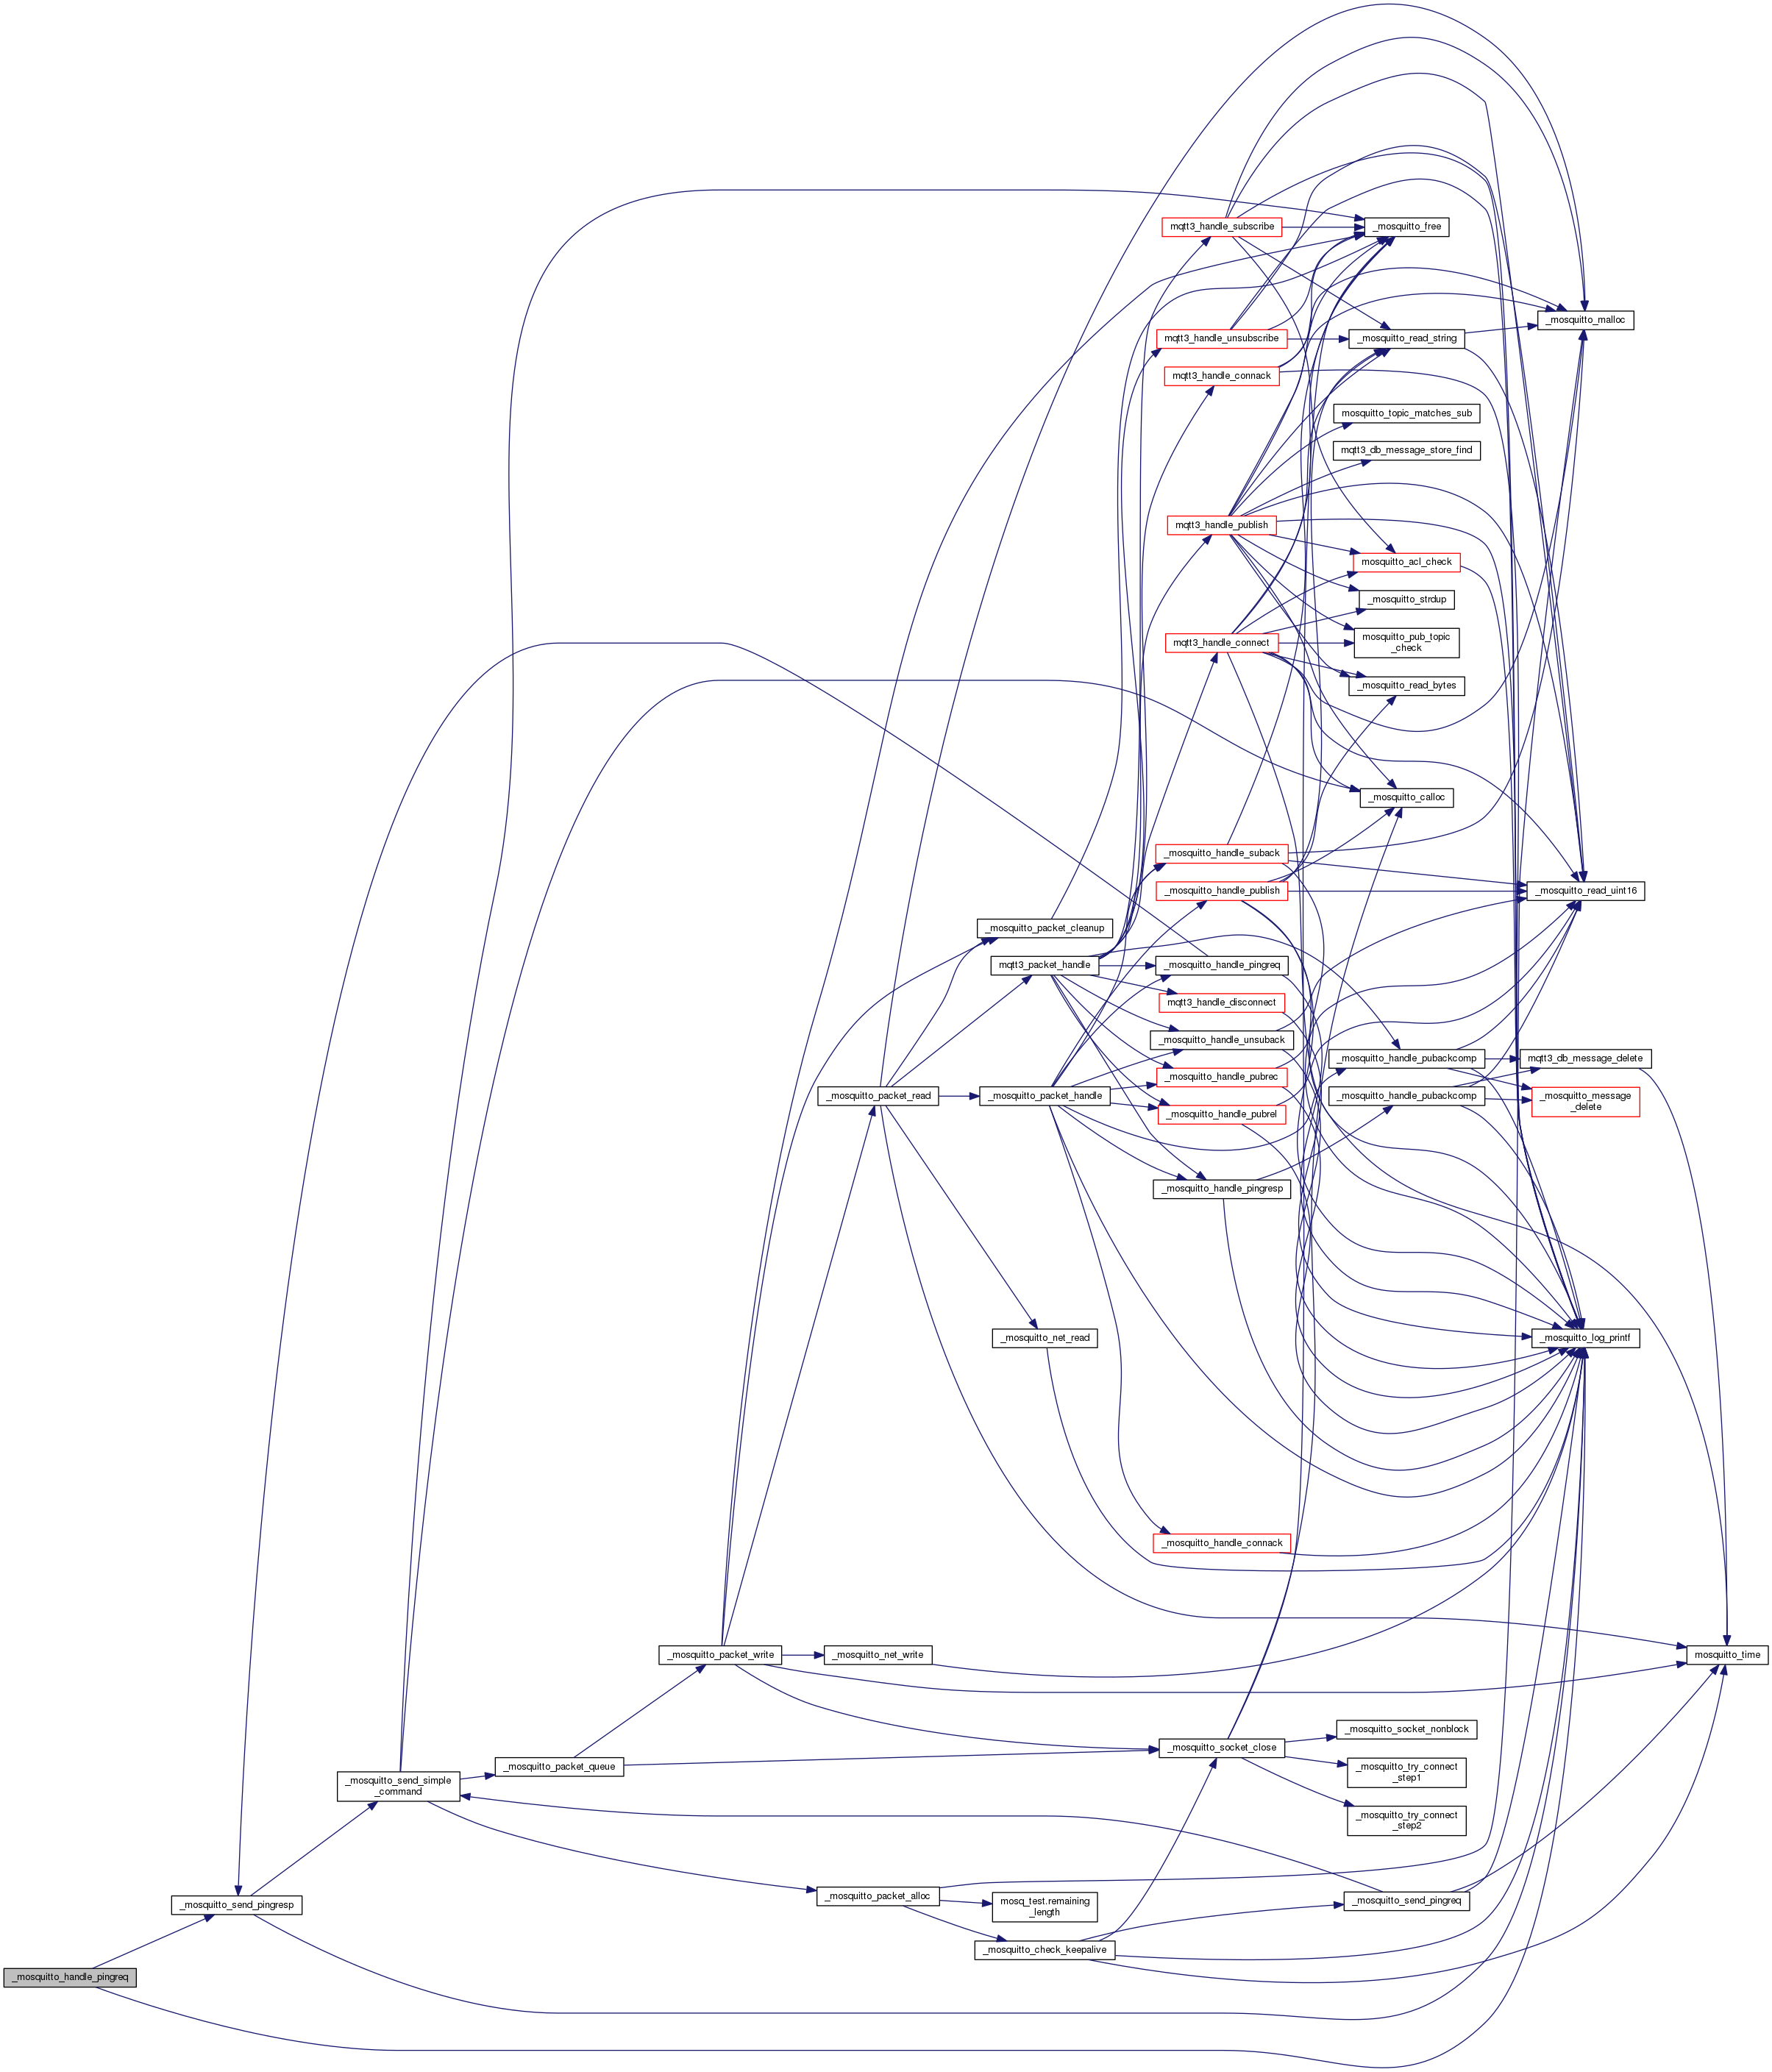 mqtt3_handle_subscribe
_mosquitto_free
_mosquitto_malloc
mqtt3_handle_unsubscribe
_mosquitto_read_string
mqtt3_handle_connack
mosquitto_topic_matches_sub
mqtt3_db_message_store_find
mqtt3_handle_publish
mosquitto_acl_check
_mosquitto_strdup
mqtt3_handle_connect
mosquitto_pub_topic
_check
_mosquitto_read_bytes
_mosquitto_calloc
_mosquitto_handle_suback
_mosquitto_handle_publish
_mosquitto_read_uint16
_mosquitto_packet_cleanup
mqtt3_packet_handle
_mosquitto_handle_pingreq
mqtt3_handle_disconnect
_mosquitto_handle_unsuback
_mosquitto_handle_pubackcomp
mqtt3_db_message_delete
_mosquitto_handle_pubrec
_mosquitto_packet_read
_mosquitto_packet_handle
_mosquitto_handle_pubackcomp
_mosquitto_message
_delete
_mosquitto_handle_pubrel
_mosquitto_handle_pingresp
_mosquitto_net_read
_mosquitto_log_printf
_mosquitto_handle_connack
_mosquitto_packet_write
_mosquitto_net_write
mosquitto_time
_mosquitto_socket_nonblock
_mosquitto_socket_close
_mosquitto_packet_queue
_mosquitto_try_connect
_step1
_mosquitto_send_simple
_command
_mosquitto_try_connect
_step2
_mosquitto_packet_alloc
_mosquitto_send_pingresp
mosq_test.remaining
_length
_mosquitto_send_pingreq
_mosquitto_check_keepalive
_mosquitto_handle_pingreq